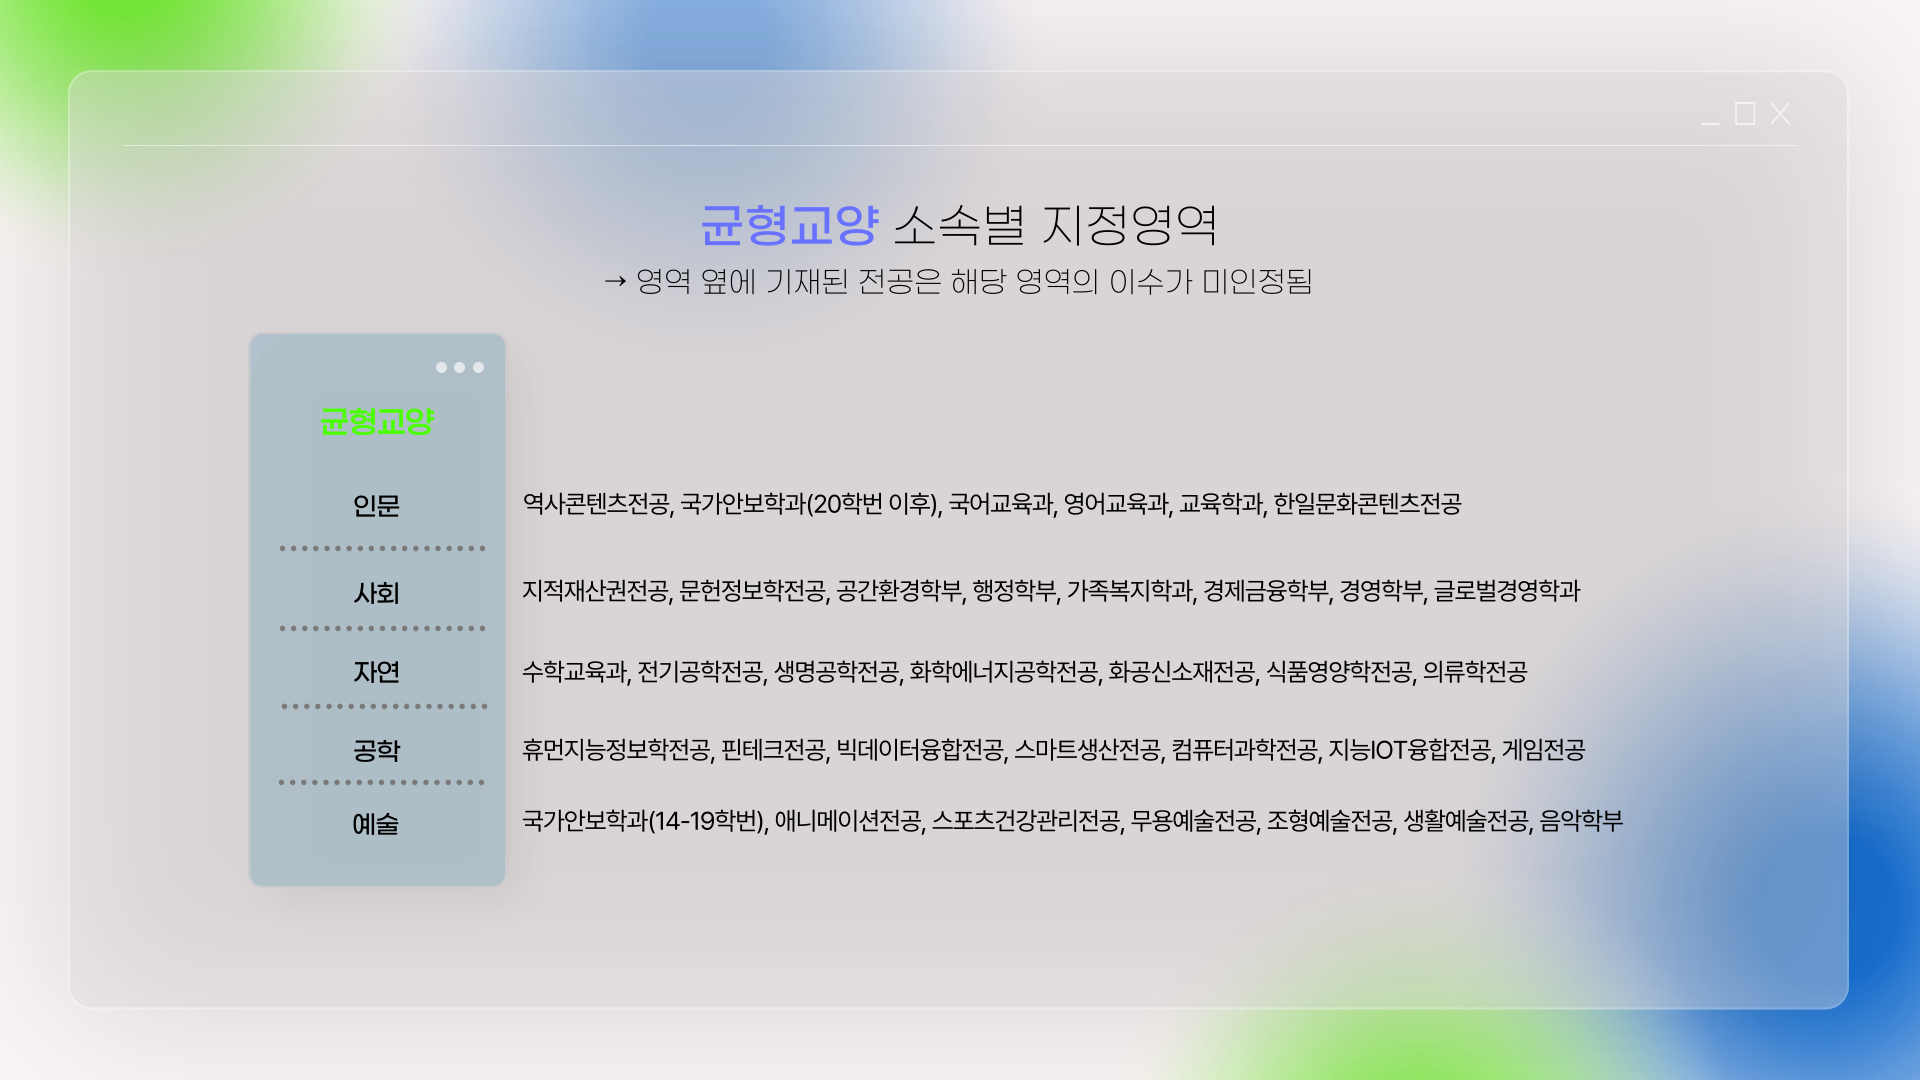 균형교양 소속별 지정영역
→ 영역 옆에 기재된 전공은 해당 영역의 이수가 미인정됨
균형교양
인문 역사콘텐츠전공, 국가안보학과(20학번 이후), 국어교육과, 영어교육과, 교육학과, 한일문화콘텐츠전공
사회 지적재산권전공, 문헌정보학전공, 공간환경학부, 행정학부, 가족복지학과, 경제금융학부, 경영학부, 글로벌경영학과
자연 수학교육과, 전기공학전공, 생명공학전공, 화학에너지공학전공, 화공신소재전공, 식품영양학전공, 의류학전공
공학 휴먼지능정보학전공, 핀테크전공, 빅데이터융합전공, 스마트생산전공, 컴퓨터과학전공, 지능IOT융합전공, 게임전공
예술 국가안보학과(14-19학번), 애니메이션전공, 스포츠건강관리전공, 무용예술전공, 조형예술전공, 생활예술전공, 음악학부